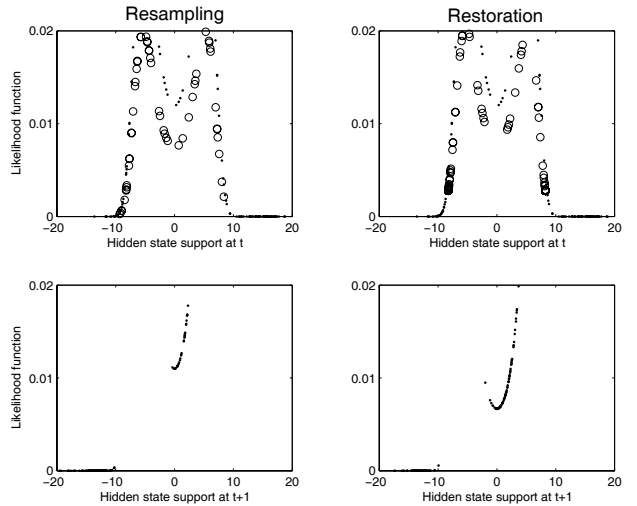 Resampling
Restoration
0.02
0.01
0
Likelihood function
−20 −10 0 10 20
Hidden state support at t
0.02
0.01
0
−20 −10 0 10 20
Hidden state support at t
0.02
0.01
0
Likelihood function
−20 −10 0 10 20
Hidden state support at t+1
0.02
0.01
0
−20 −10 0 10 20
Hidden state support at t+1